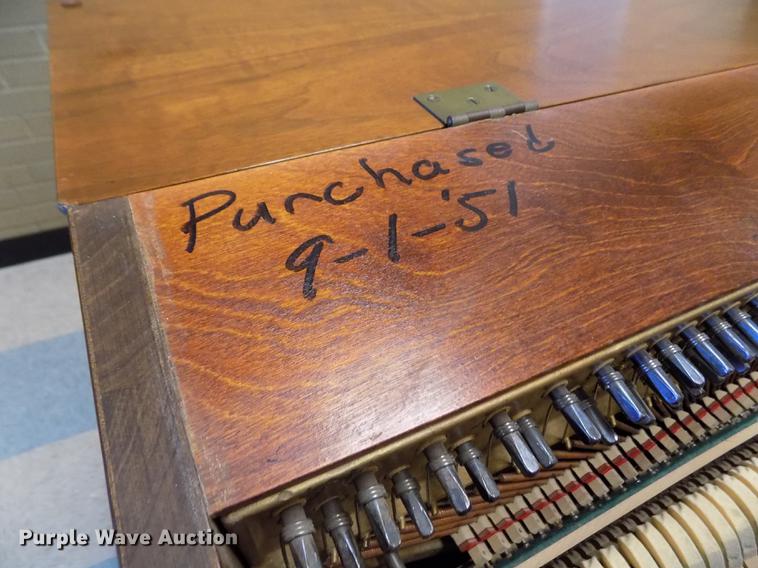 Purchased
9-1-'51
Purple Wave Auction